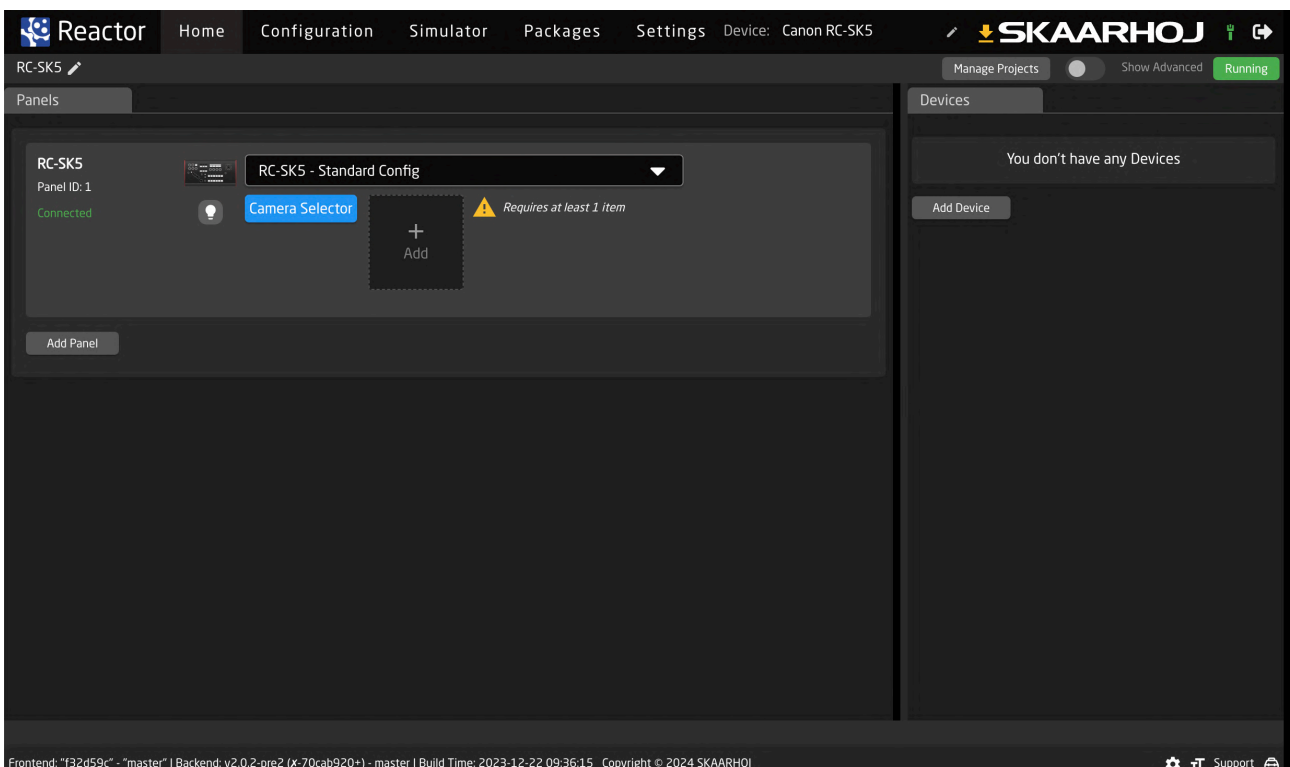 Reactor Home Configuration Simulator Packages Settings Device: Canon RC-SK5 SKAARHOJ
RC-SK5 Manage Projects Show Advanced Running
Panels
Devices
RC-SK5
Panel ID: 1
Connected
RC-SK5 - Standard Config
Camera Selector
+
Add
Requires at least 1 item
Add Panel
You don't have any Devices
Add Device
Frontend: "f32d59c" - "master" | Backend: v2.0.2-pre2 (x-70cab920+) - master | Build Time: 2023-12-22 09:36:15 Copyright © 2024 SKAARHOJ Support